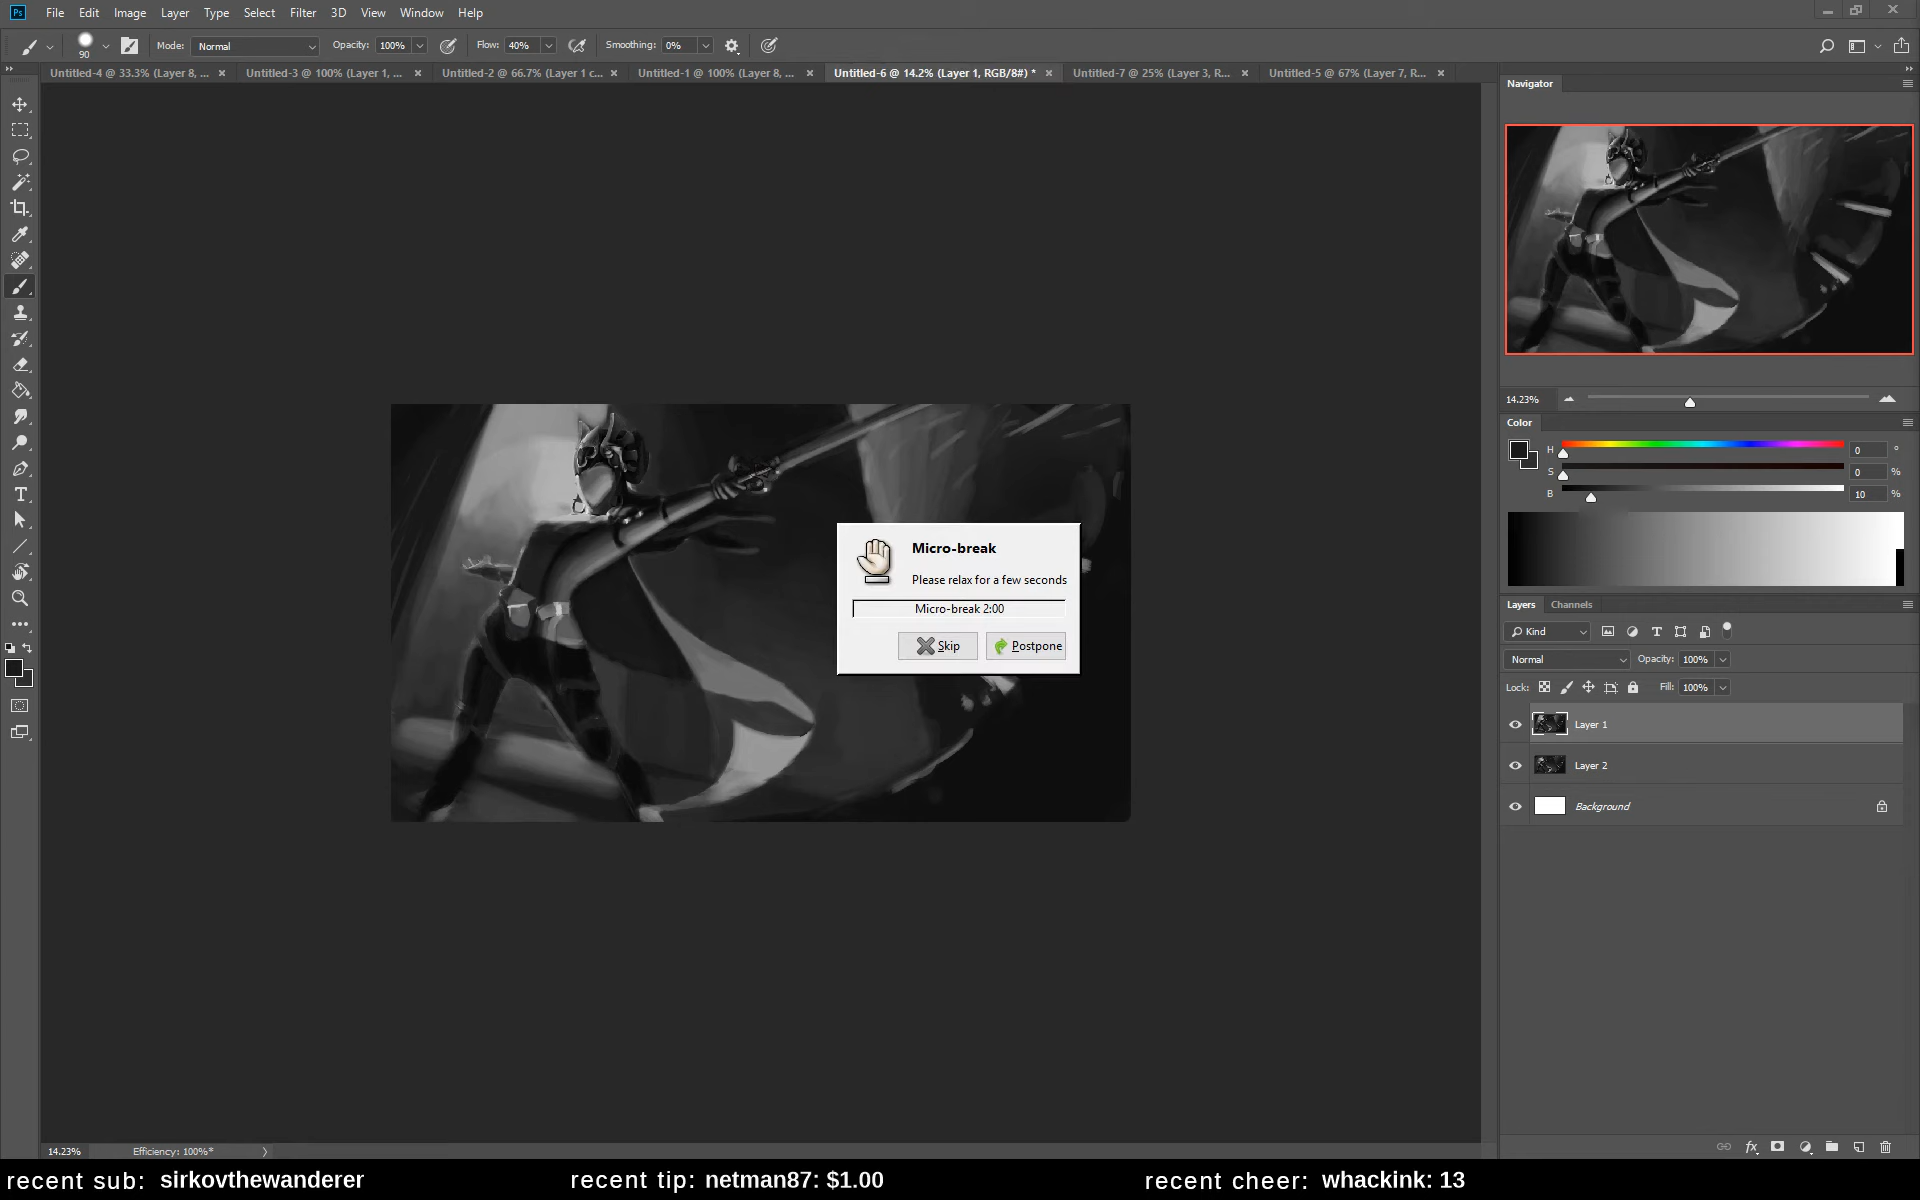 Ps File Edit Image Layer Type Select Filter 3D View Window Help
90 Mode: Normal Opacity: 100% Flow: 40% Smoothing: 0%
Untitled-4 @ 33.3% (Layer 8, ... × Untitled-3 @ 100% (Layer 1, ... × Untitled-2 @ 66.7% (Layer 1 c... × Untitled-1 @ 100% (Layer 8, ... × Untitled-6 @ 14.2% (Layer 1, RGB/8#) * × Untitled-7 @ 25% (Layer 3, R... × Untitled-5 @ 67% (Layer 7, R... ×
Navigator
14.23%
Color
H 0 °
S 0 %
B 10 %
Micro-break
Please relax for a few seconds
Micro-break 2:00
Skip Postpone
Layers Channels
Kind
Normal Opacity: 100%
Lock: Fill: 100%
Layer 1
Layer 2
Background
14.23% Efficiency: 100%*
recent sub: sirkovthewanderer recent tip: netman87: $1.00 recent cheer: whackink: 13